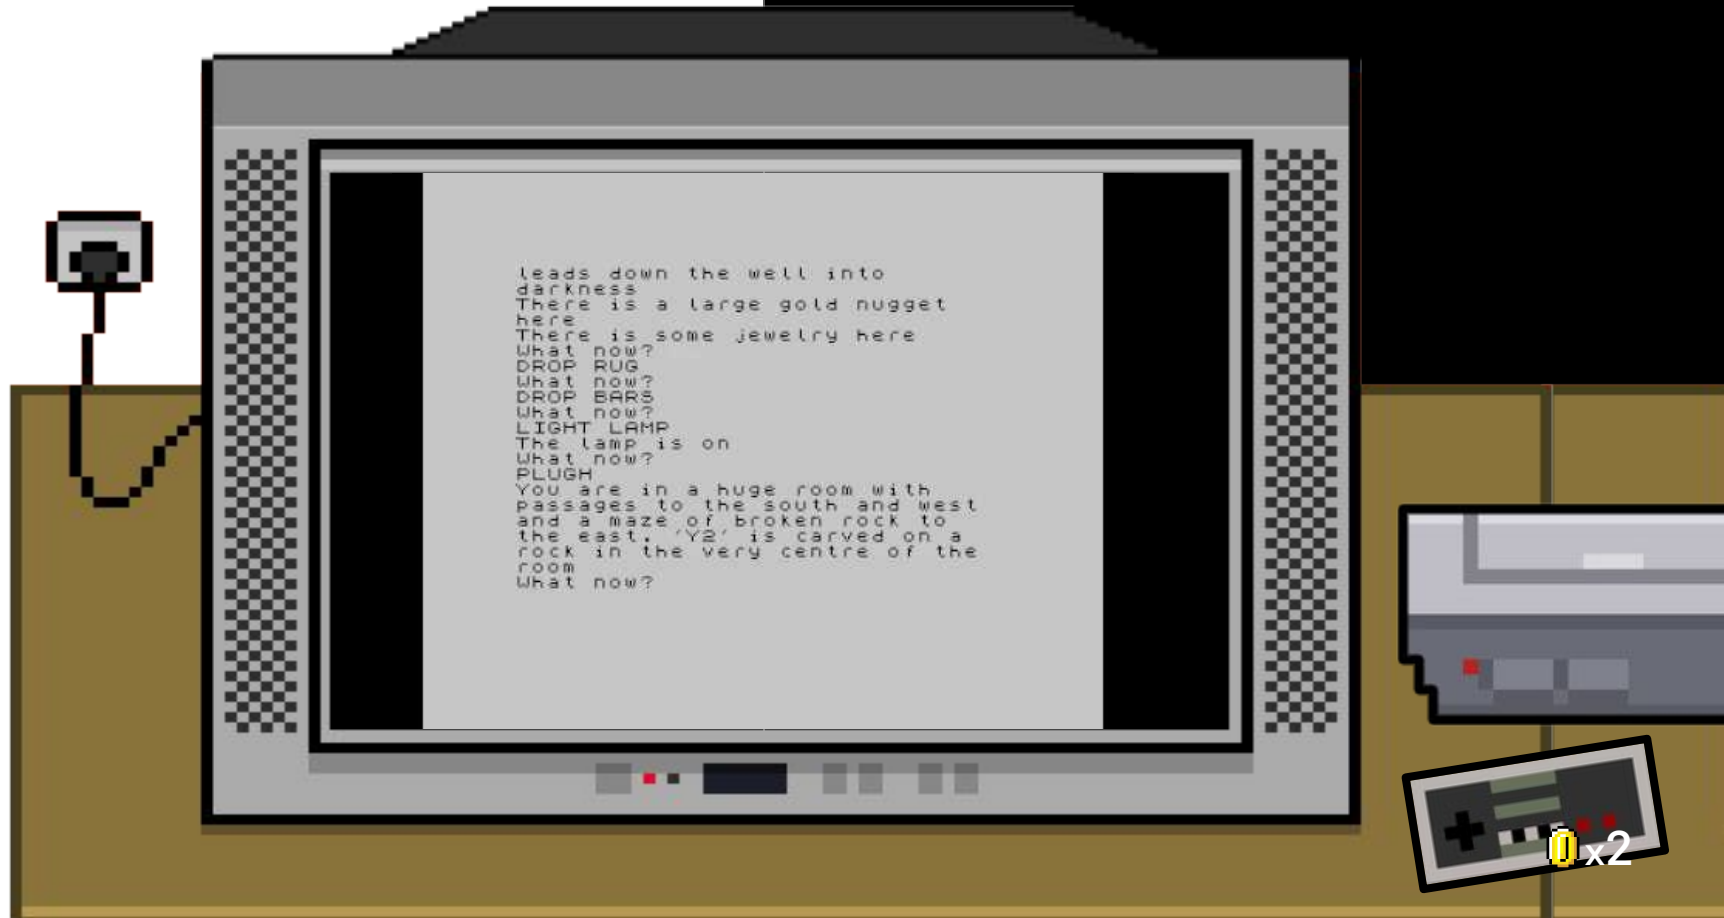 leads down the well into
darkness
There is a large gold nugget
here
There is some jewelry here
What now?
DROP RUG
What now?
DROP BARS
What now?
LIGHT LAMP
The lamp is on
What now?
PLUGH
You are in a huge room with
passages to the south and west
and a maze of broken rock to
the east. 'Y2' is carved on a
rock in the very centre of the
room
What now?
x2